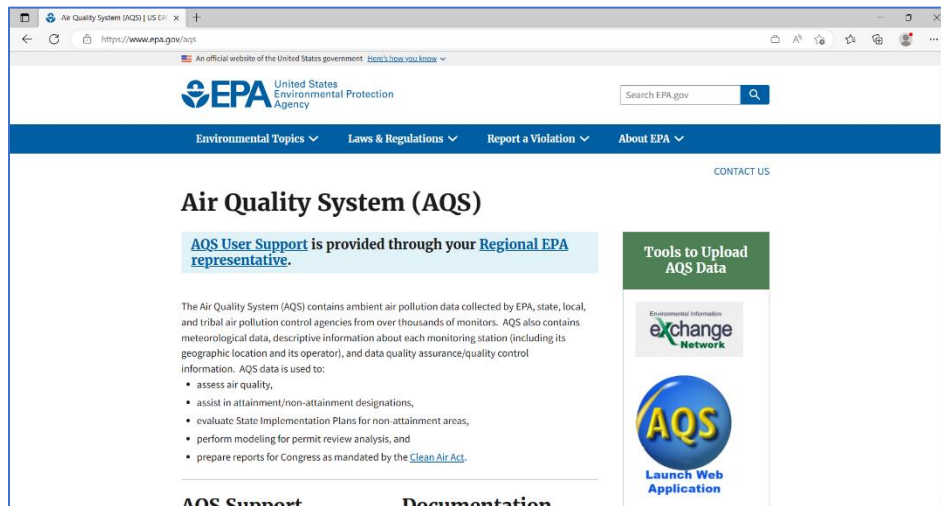 Air Quality System (AQS) | US EP
https://www.epa.gov/aqs
An official website of the United States government Here's how you know
EPA United States
Environmental Protection
Agency
Search EPA.gov
Environmental Topics Laws & Regulations Report a Violation About EPA
CONTACT US
Air Quality System (AQS)
AQS User Support is provided through your Regional EPA
representative.
Tools to Upload
AQS Data
The Air Quality System (AQS) contains ambient air pollution data collected by EPA, state, local,
and tribal air pollution control agencies from over thousands of monitors. AQS also contains
meteorological data, descriptive information about each monitoring station (including its
geographic location and its operator), and data quality assurance/quality control
information. AQS data is used to:
• assess air quality,
• assist in attainment/non-attainment designations,
• evaluate State Implementation Plans for non-attainment areas,
• perform modeling for permit review analysis, and
• prepare reports for Congress as mandated by the Clean Air Act.
Environmental Information
eXchange
Network
AQS
Launch Web
Application
AQS Support Documentation